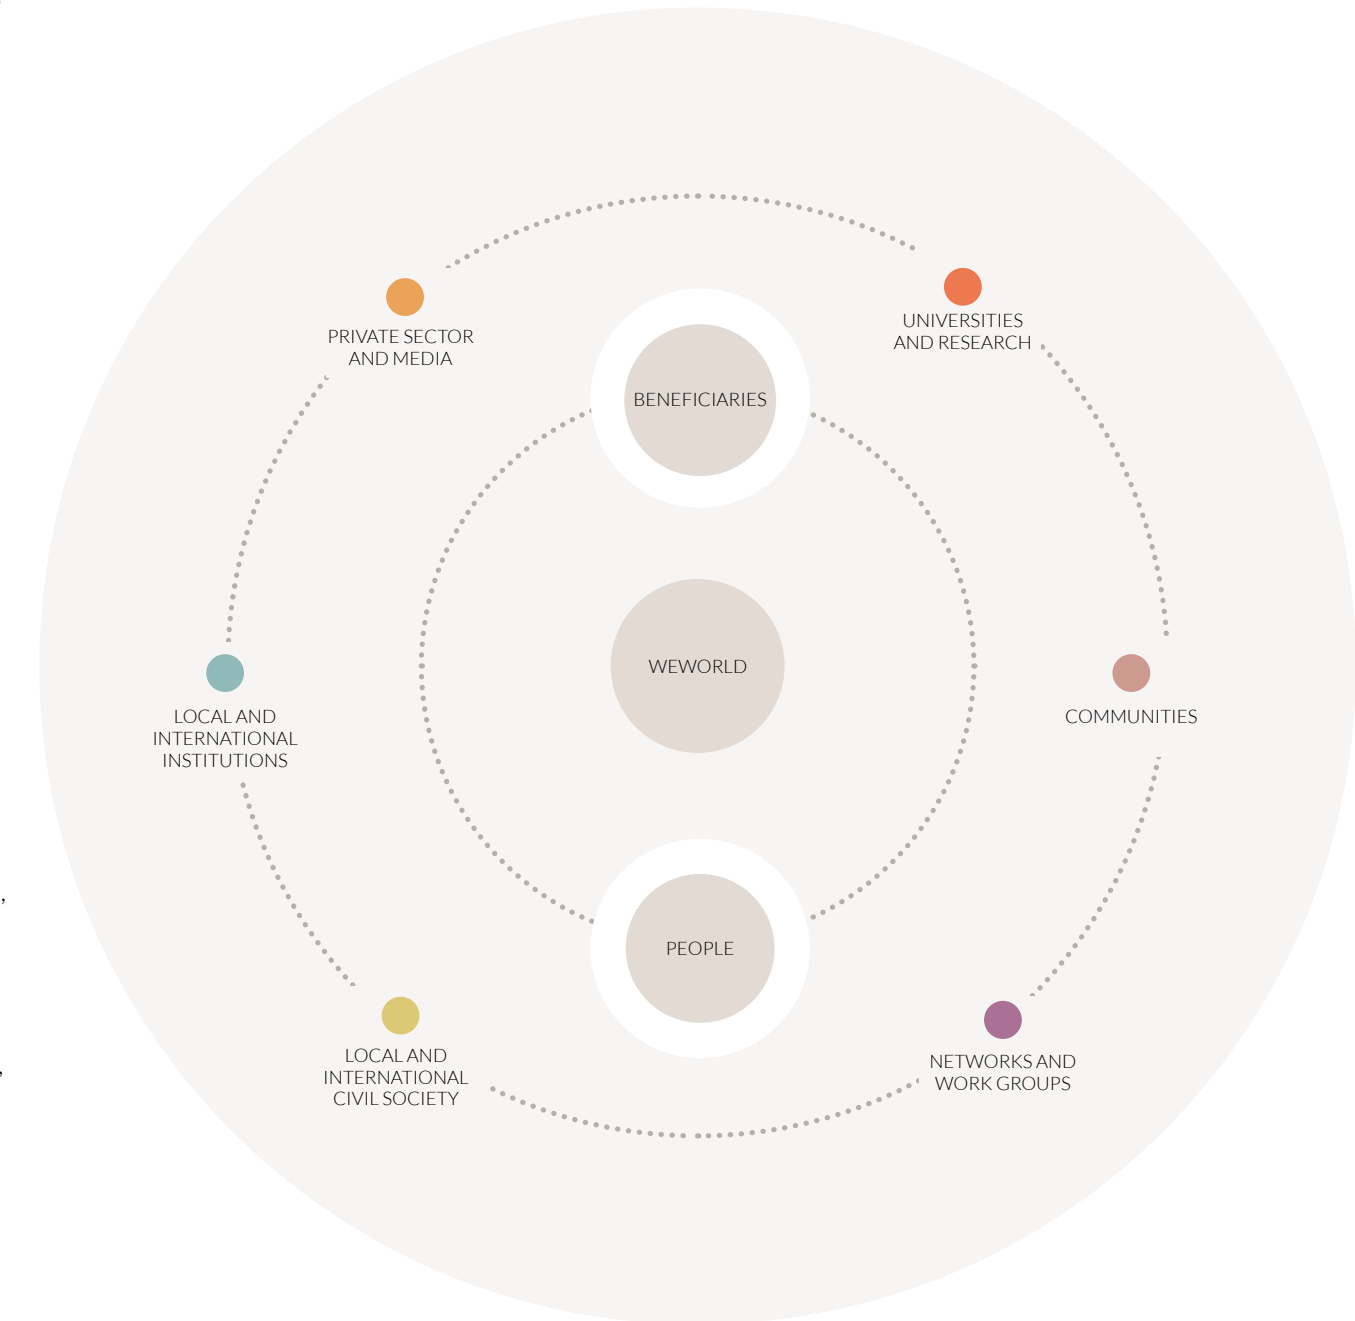 UNIVERSITIES
AND RESEARCH
PRIVATE SECTOR
AND MEDIA
BENEFICIARIES
WEWORLD
LOCAL AND
INTERNATIONAL
INSTITUTIONS
COMMUNITIES
PEOPLE
LOCAL AND
INTERNATIONAL
CIVIL SOCIETY
NETWORKS AND
WORK GROUPS